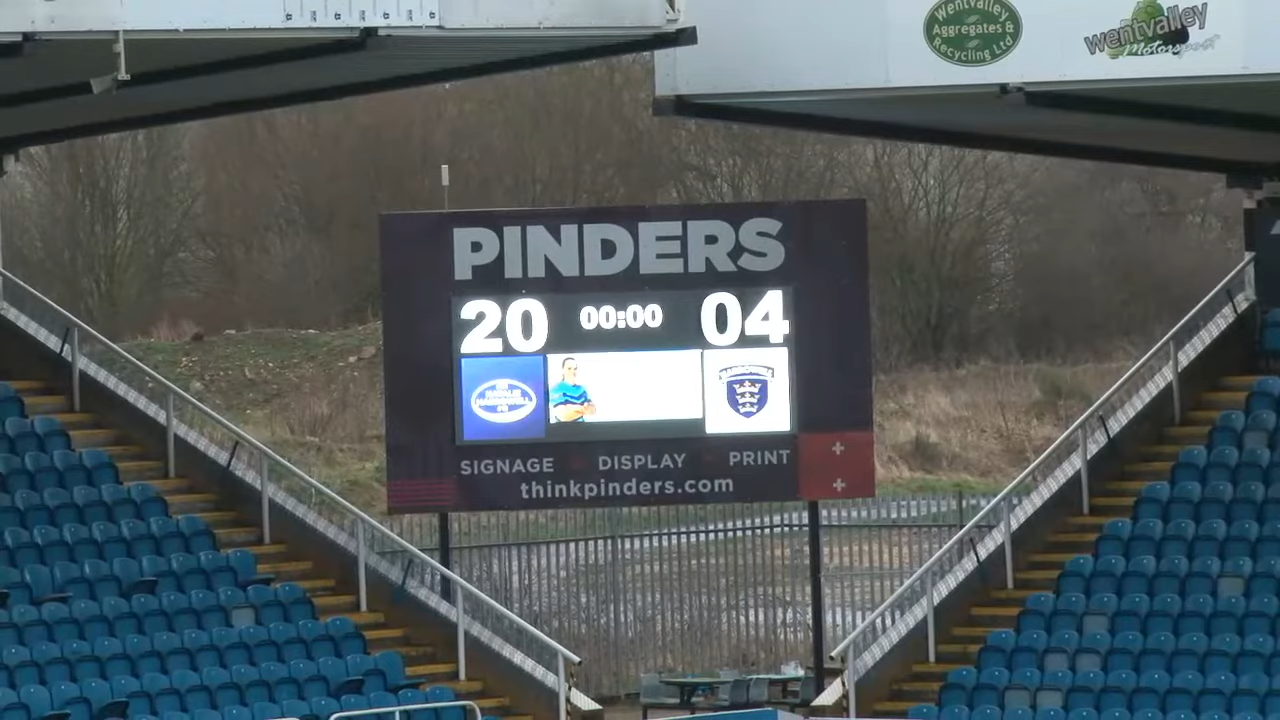 Wentvalley
Aggregates &
Recycling Ltd
wentvalley
Motorsport
PINDERS
20 00:00 04
SIGNAGE DISPLAY PRINT
thinkpinders.com